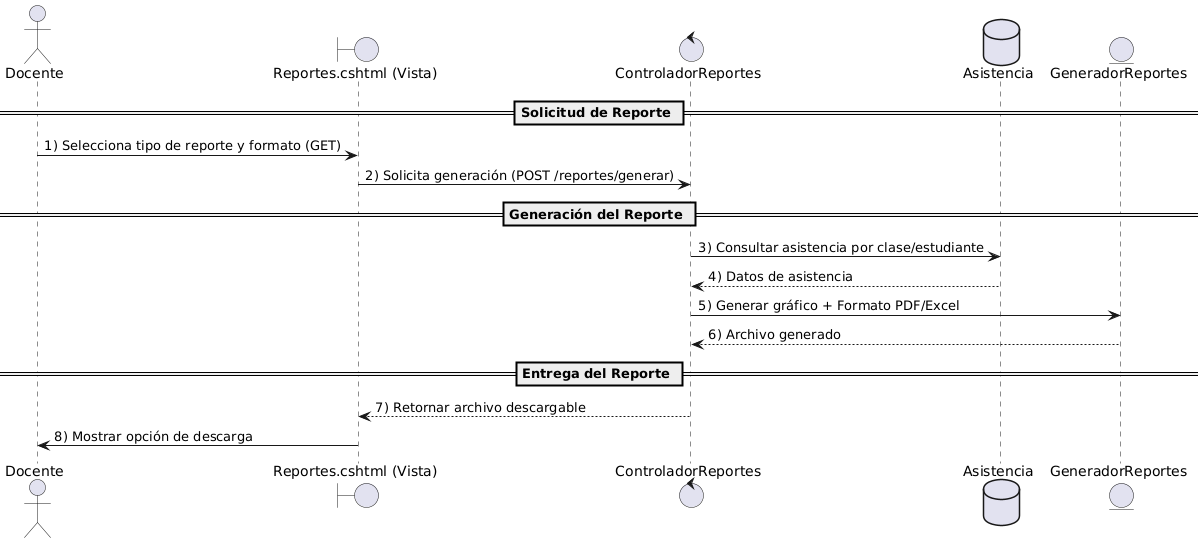 Docente
Reportes.cshtml (Vista)
ControladorReportes
Asistencia
GeneradorReportes
Solicitud de Reporte
1) Selecciona tipo de reporte y formato (GET)
2) Solicita generación (POST /reportes/generar)
Generación del Reporte
3) Consultar asistencia por clase/estudiante
4) Datos de asistencia
5) Generar gráfico + Formato PDF/Excel
6) Archivo generado
Entrega del Reporte
7) Retornar archivo descargable
8) Mostrar opción de descarga
Docente
Reportes.cshtml (Vista)
ControladorReportes
Asistencia
GeneradorReportes